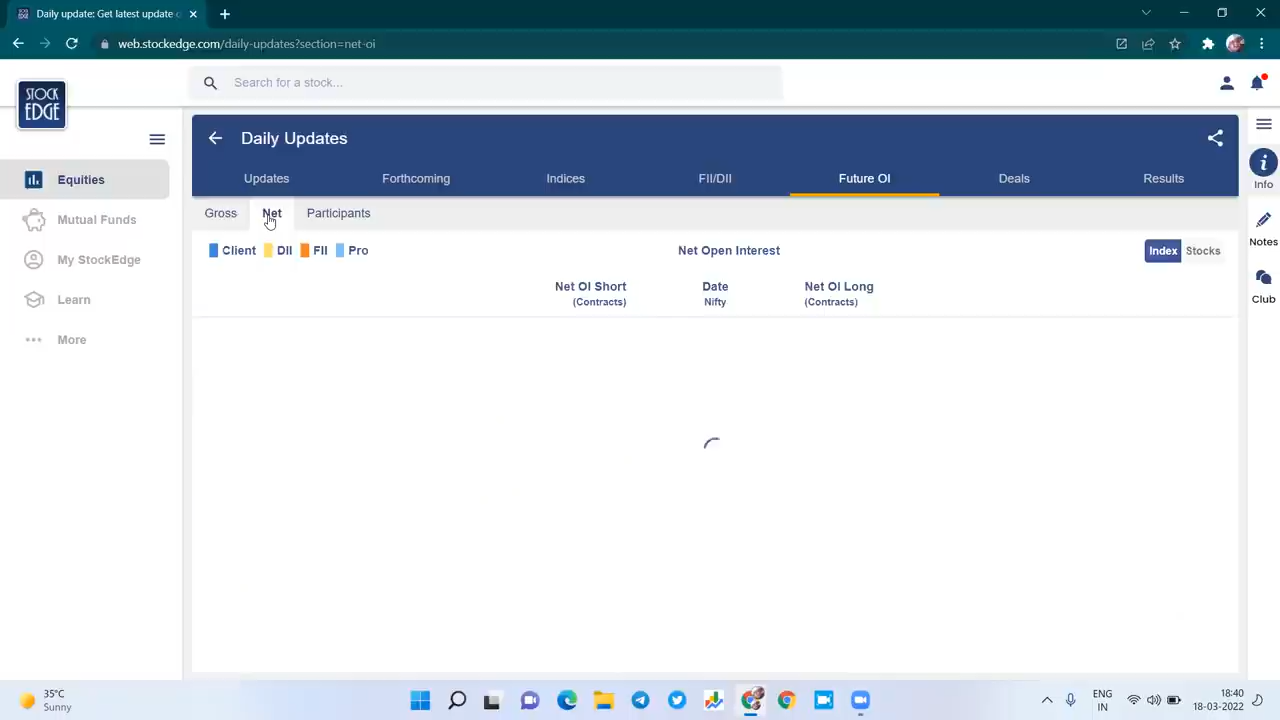 Daily update: Get latest update o
web.stockedge.com/daily-updates?section=net-oi
STOCK
EDGE
Search for a stock...
Daily Updates
Updates Forthcoming Indices FII/DII Future OI Deals Results
Gross Net Participants
Client DII FII Pro Net Open Interest Index Stocks
Net OI Short Date Net OI Long
(Contracts) Nifty (Contracts)
Equities
Mutual Funds
My StockEdge
Learn
More
Info
Notes
Club
35°C
Sunny
ENG
IN
18:40
18-03-2022